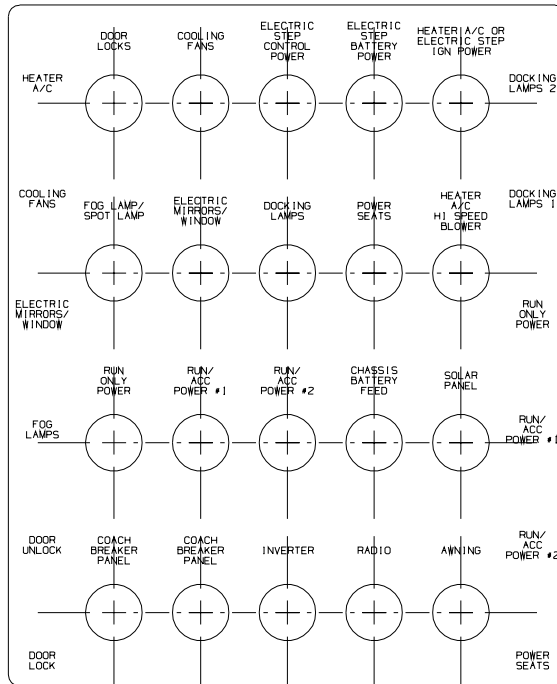 DOOR
LOCKS
COOLING
FANS
ELECTRIC
STEP
CONTROL
POWER
ELECTRIC
STEP
BATTERY
POWER
HEATER A/C OR
ELECTRIC STEP
IGN POWER
HEATER
A/C
DOCKING
LAMPS 2
COOLING
FANS
FOG LAMP/
SPOT LAMP
ELECTRIC
MIRRORS/
WINDOW
DOCKING
LAMPS
POWER
SEATS
HEATER
A/C
HI SPEED
BLOWER
DOCKING
LAMPS 1
ELECTRIC
MIRRORS/
WINDOW
RUN
ONLY
POWER
RUN
ONLY
POWER
RUN/
ACC
POWER #1
RUN/
ACC
POWER #2
CHASSIS
BATTERY
FEED
SOLAR
PANEL
FOG
LAMPS
RUN/
ACC
POWER #1
DOOR
UNLOCK
COACH
BREAKER
PANEL
COACH
BREAKER
PANEL
INVERTER
RADIO
AWNING
RUN/
ACC
POWER #2
DOOR
LOCK
POWER
SEATS